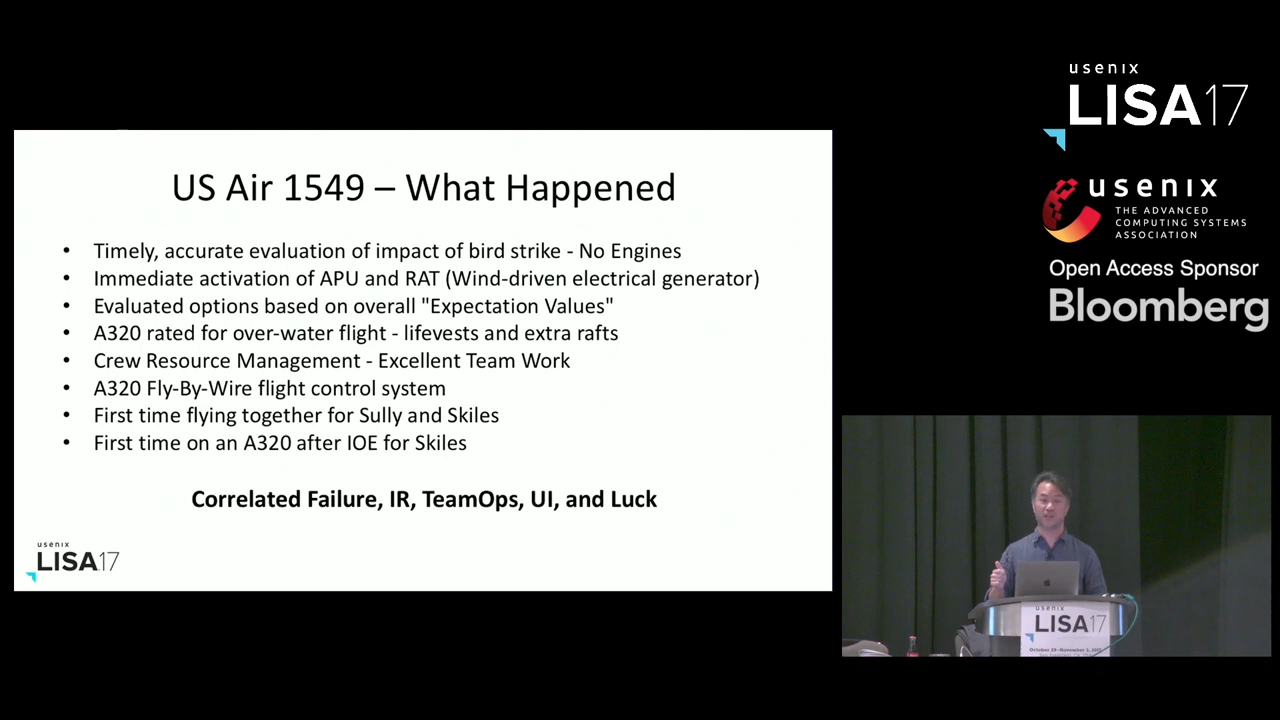 US Air 1549 – What Happened
• Timely, accurate evaluation of impact of bird strike - No Engines
• Immediate activation of APU and RAT (Wind-driven electrical generator)
• Evaluated options based on overall "Expectation Values"
• A320 rated for over-water flight - lifevests and extra rafts
• Crew Resource Management - Excellent Team Work
• A320 Fly-By-Wire flight control system
• First time flying together for Sully and Skiles
• First time on an A320 after IOE for Skiles
Correlated Failure, IR, TeamOps, UI, and Luck
usenix
LISA17
usenix
LISA17
usenix
THE ADVANCED
COMPUTING SYSTEMS
ASSOCIATION
Open Access Sponsor
Bloomberg
usenix
LISA17